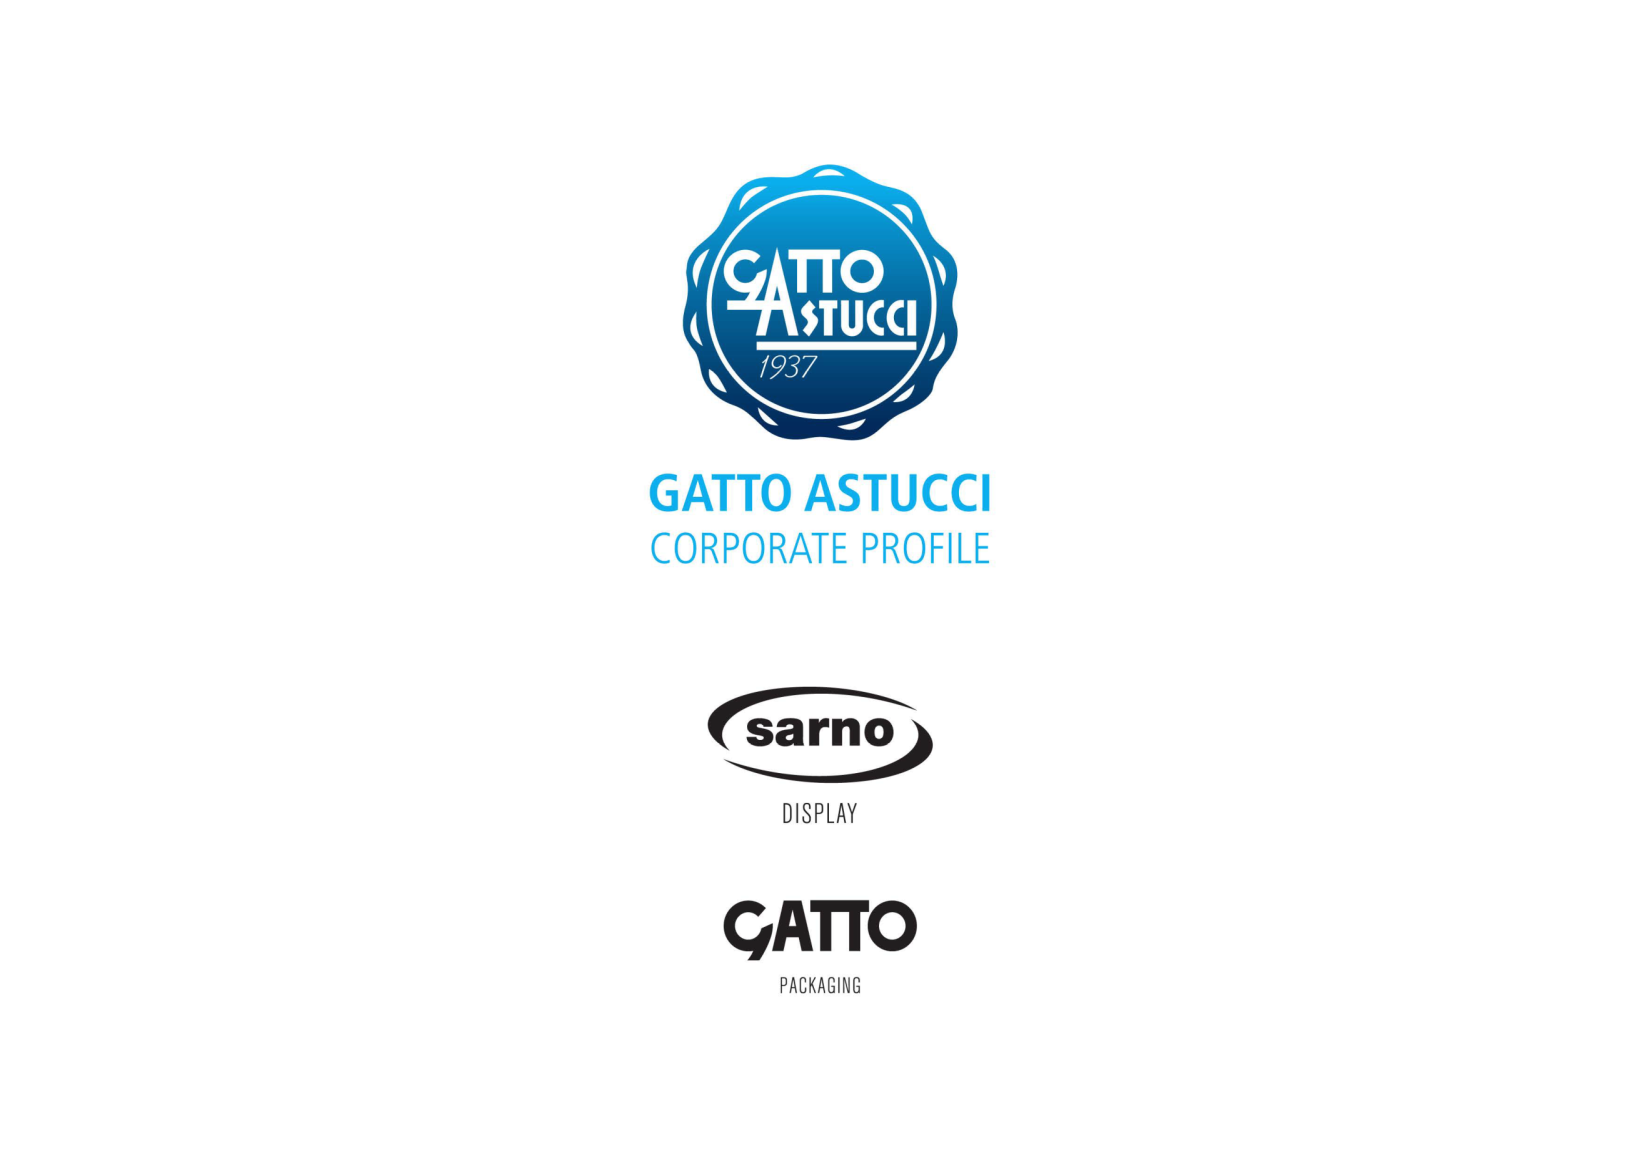 GATTO
ASTUCCI
1937
GATTO ASTUCCI
CORPORATE PROFILE
sarno
DISPLAY
GATTO
PACKAGING